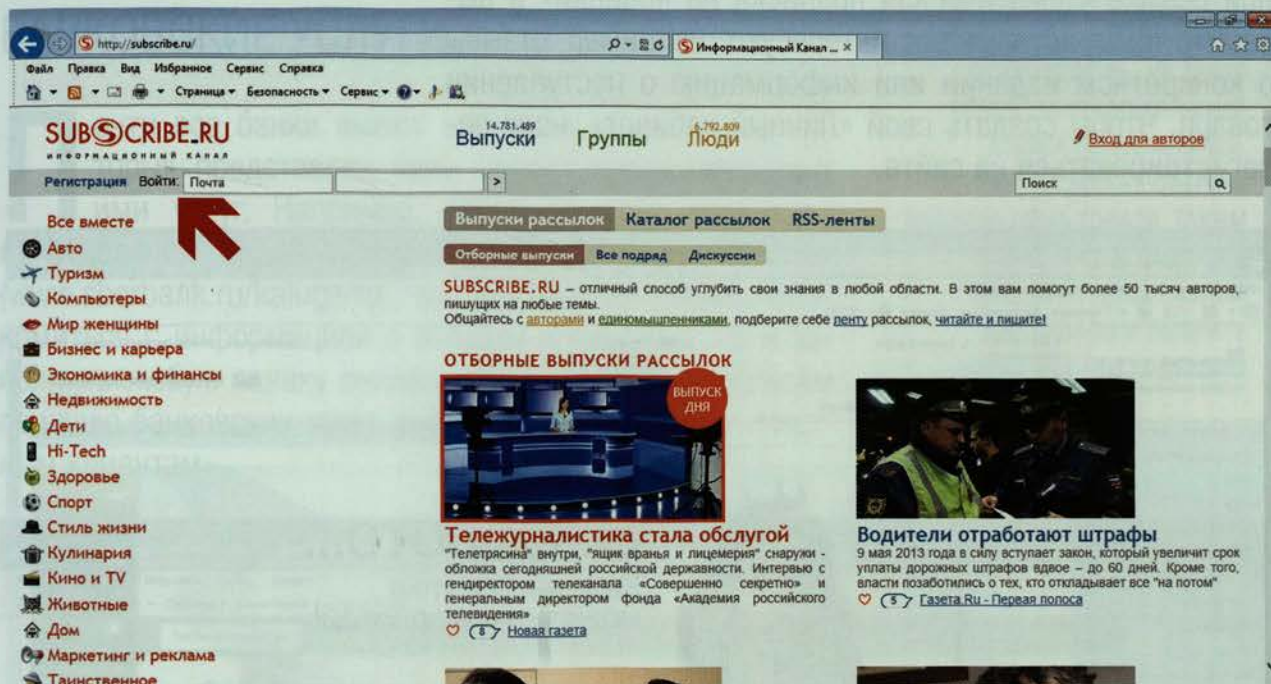 http://subscribe.ru/
Информационный Канал ...
Файл Правка Вид Избранное Сервис Справка
Страница Безопасность Сервис
SUBSCRIBE.RU
ИНФОРМАЦИОННЫЙ КАНАЛ
14.781.489
Выпуски
Группы
6.792.809
Люди
Вход для авторов
Регистрация Войти: Почта
>
Поиск
Все вместе
Авто
Туризм
Компьютеры
Мир женщины
Бизнес и карьера
Экономика и финансы
Недвижимость
Дети
Hi-Tech
Здоровье
Спорт
Стиль жизни
Кулинария
Кино и TV
Животные
Дом
Маркетинг и реклама
Таинственное
Выпуски рассылок Каталог рассылок RSS-ленты
Отборные выпуски Все подряд Дискуссии
SUBSCRIBE.RU – отличный способ углубить свои знания в любой области. В этом вам помогут более 50 тысяч авторов,
пишущих на любые темы.
Общайтесь с авторами и единомышленниками, подберите себе ленту рассылок, читайте и пишите!
ОТБОРНЫЕ ВЫПУСКИ РАССЫЛОК
ВЫПУСК
ДНЯ
Тележурналистика стала обслугой
"Телетрясина" внутри, "ящик вранья и лицемерия" снаружи -
обложка сегодняшней российской державности. Интервью с
гендиректором телеканала «Совершенно секретно» и
генеральным директором фонда «Академия российского
телевидения»
8 Новая газета
Водители отработают штрафы
9 мая 2013 года в силу вступает закон, который увеличит срок
уплаты дорожных штрафов вдвое – до 60 дней. Кроме того,
власти позаботились о тех, кто откладывает все "на потом"
5 Газета.Ru - Первая полоса